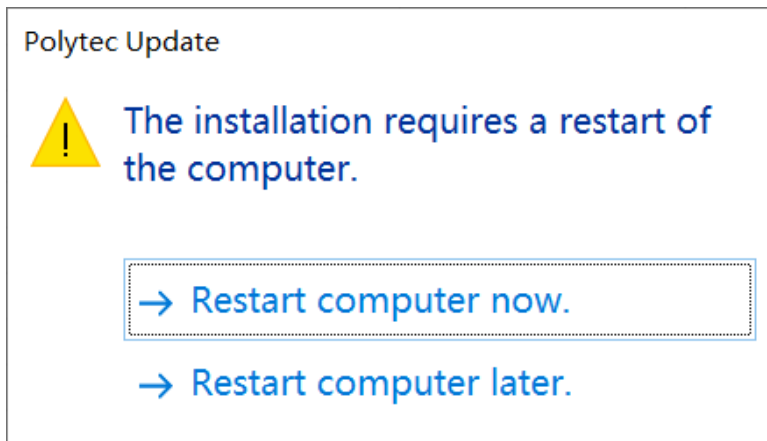 Polytec Update
!
The installation requires a restart of
the computer.
→ Restart computer now.
→ Restart computer later.